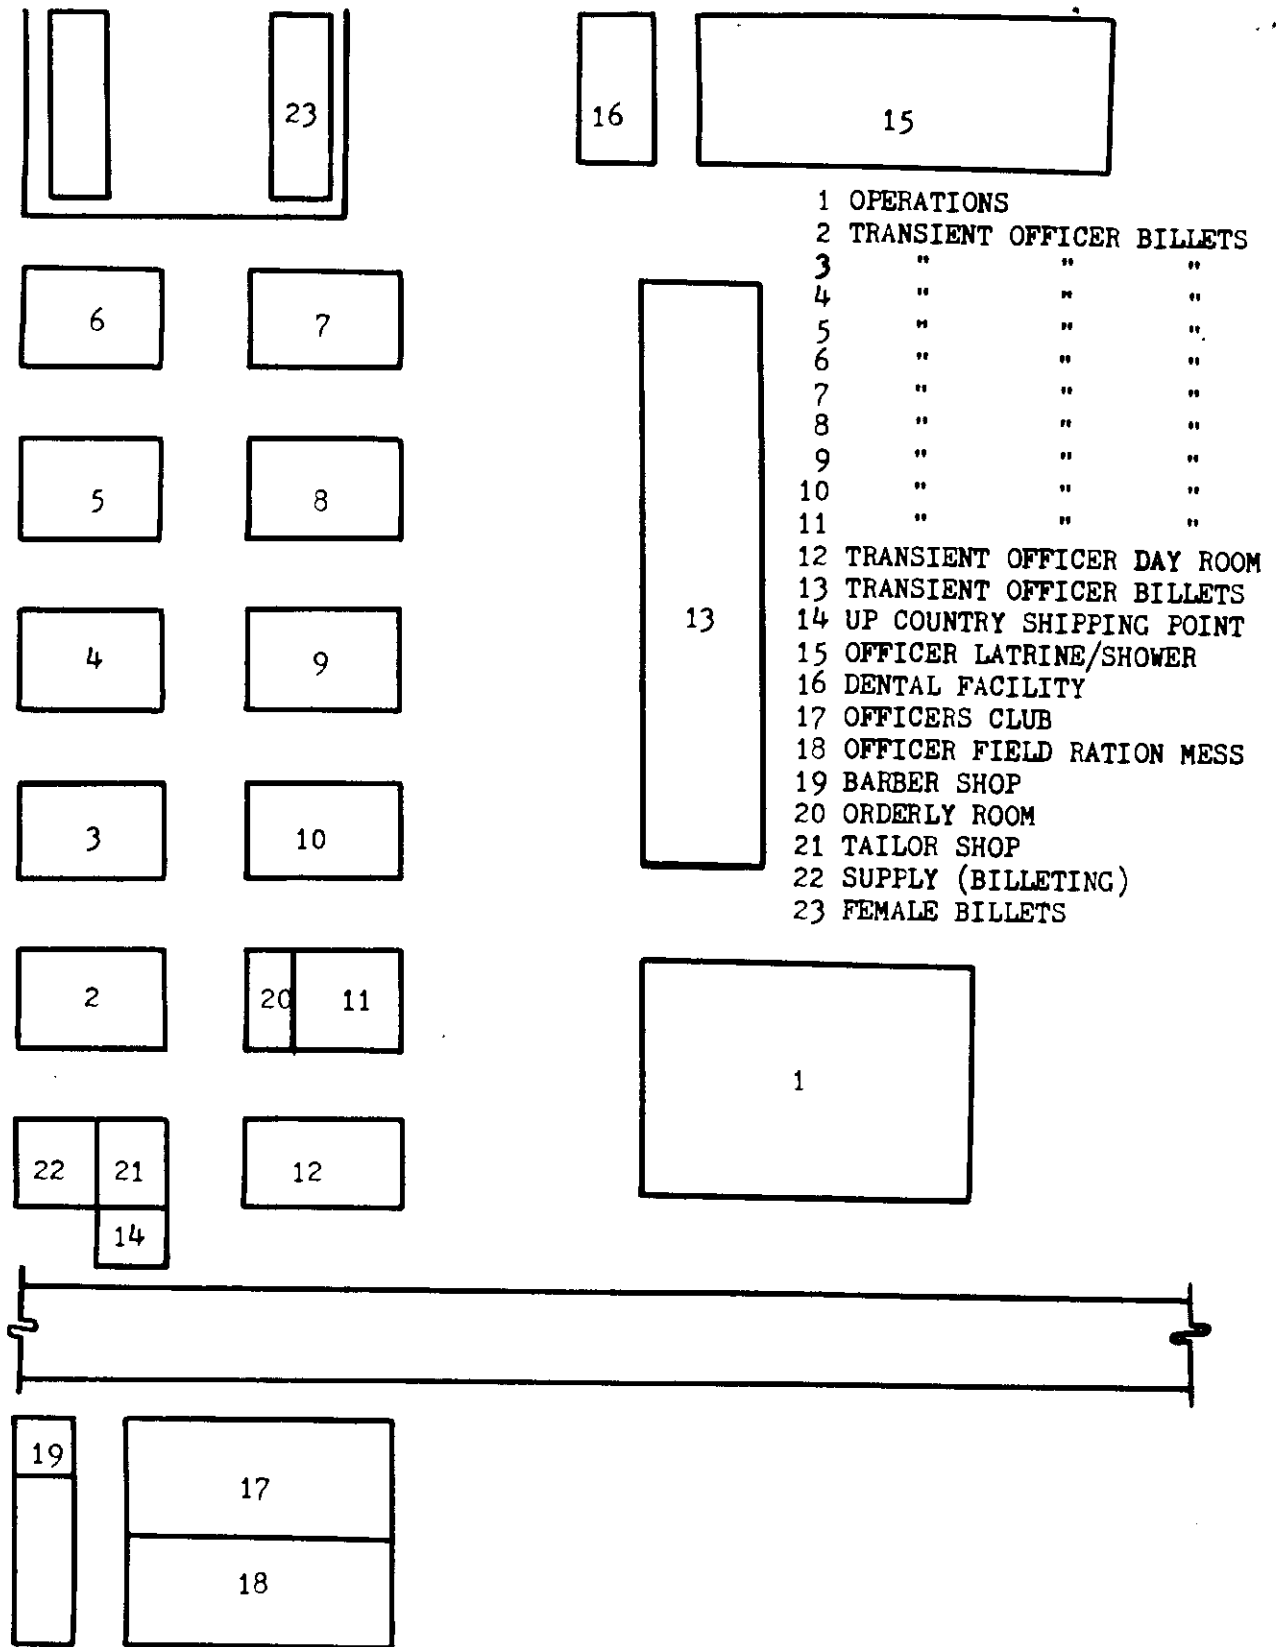 23
16
15
1 OPERATIONS
2 TRANSIENT OFFICER BILLETS
3 " " "
4 " " "
5 " " "
6 " " "
7 " " "
8 " " "
9 " " "
10 " " "
11 " " "
12 TRANSIENT OFFICER DAY ROOM
13 TRANSIENT OFFICER BILLETS
14 UP COUNTRY SHIPPING POINT
15 OFFICER LATRINE/SHOWER
16 DENTAL FACILITY
17 OFFICERS CLUB
18 OFFICER FIELD RATION MESS
19 BARBER SHOP
20 ORDERLY ROOM
21 TAILOR SHOP
22 SUPPLY (BILLETING)
23 FEMALE BILLETS
6 7
5 8
4 9
13
3 10
2 20 11
1
22 21 12
14
19
17
18